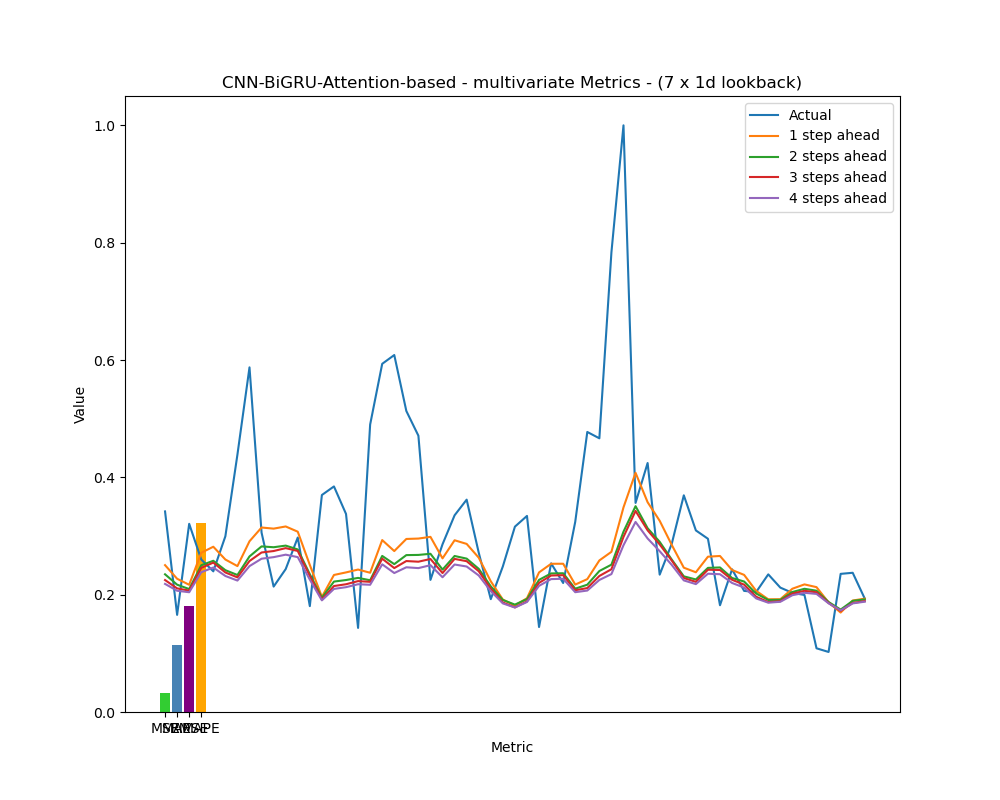 CNN-BiGRU-Attention-based - multivariate Metrics - (7 x 1d lookback)
Actual
1 step ahead
2 steps ahead
3 steps ahead
4 steps ahead
1.0
0.8
0.6
0.4
0.2
0.0
Value
Metric